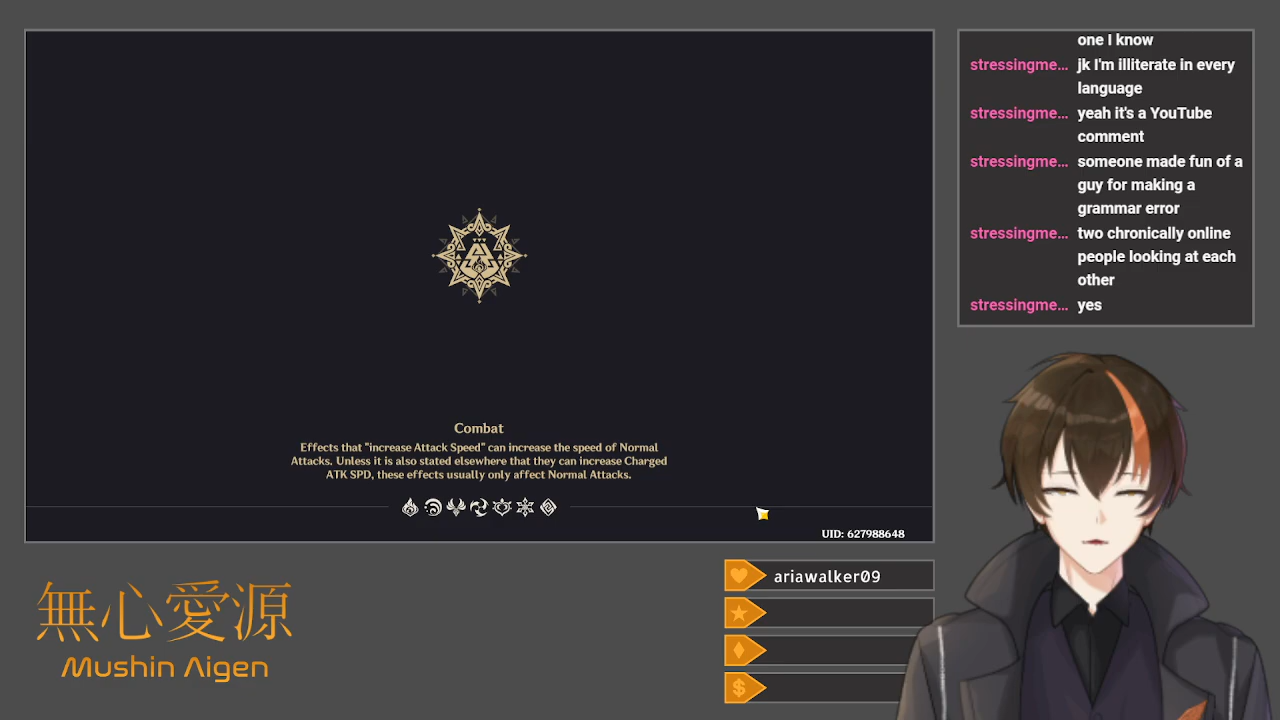 one I know
stressingme… jk I'm illiterate in every
language
stressingme… yeah it's a YouTube
comment
stressingme… someone made fun of a
guy for making a
grammar error
stressingme… two chronically online
people looking at each
other
stressingme… yes
Combat
Effects that "increase Attack Speed" can increase the speed of Normal
Attacks. Unless it is also stated elsewhere that they can increase Charged
ATK SPD, these effects usually only affect Normal Attacks.
UID: 627988648
ariawalker09
無心愛源
Mushin Aigen